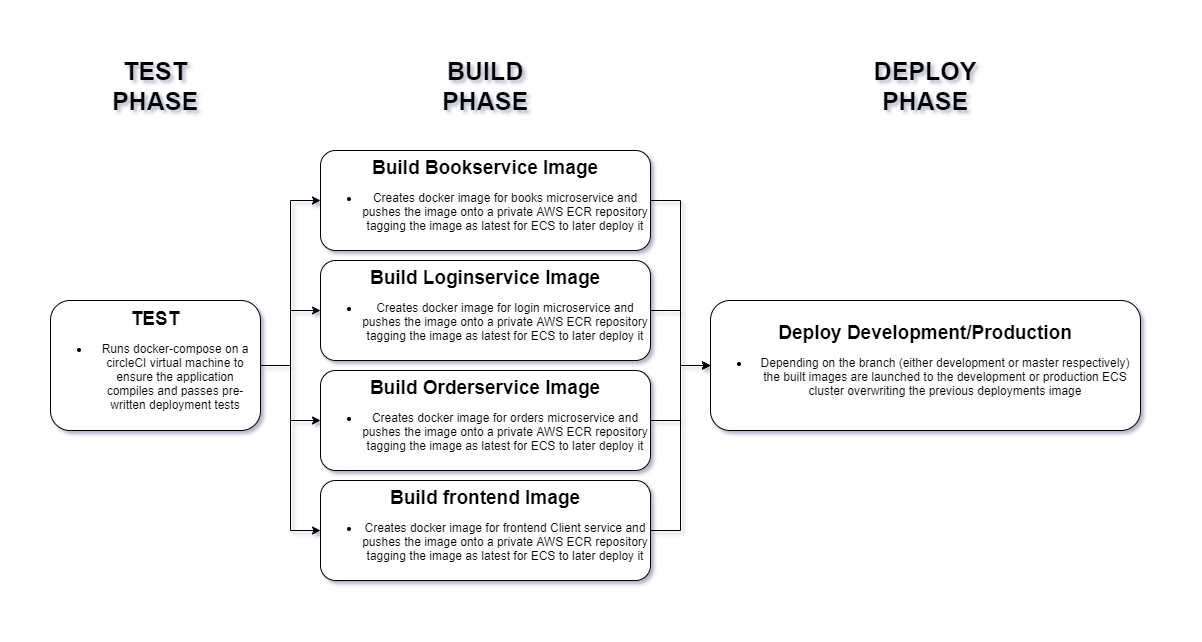 TEST
PHASE
BUILD
PHASE
DEPLOY
PHASE
TEST
• Runs docker-compose on a
circleCI virtual machine to
ensure the application
compiles and passes pre-
written deployment tests
Build Bookservice Image
• Creates docker image for books microservice and
pushes the image onto a private AWS ECR repository
tagging the image as latest for ECS to later deploy it
Build Loginservice Image
• Creates docker image for login microservice and
pushes the image onto a private AWS ECR repository
tagging the image as latest for ECS to later deploy it
Build Orderservice Image
• Creates docker image for orders microservice and
pushes the image onto a private AWS ECR repository
tagging the image as latest for ECS to later deploy it
Build frontend Image
• Creates docker image for frontend Client service and
pushes the image onto a private AWS ECR repository
tagging the image as latest for ECS to later deploy it
Deploy Development/Production
• Depending on the branch (either development or master respectively)
the built images are launched to the development or production ECS
cluster overwriting the previous deployments image